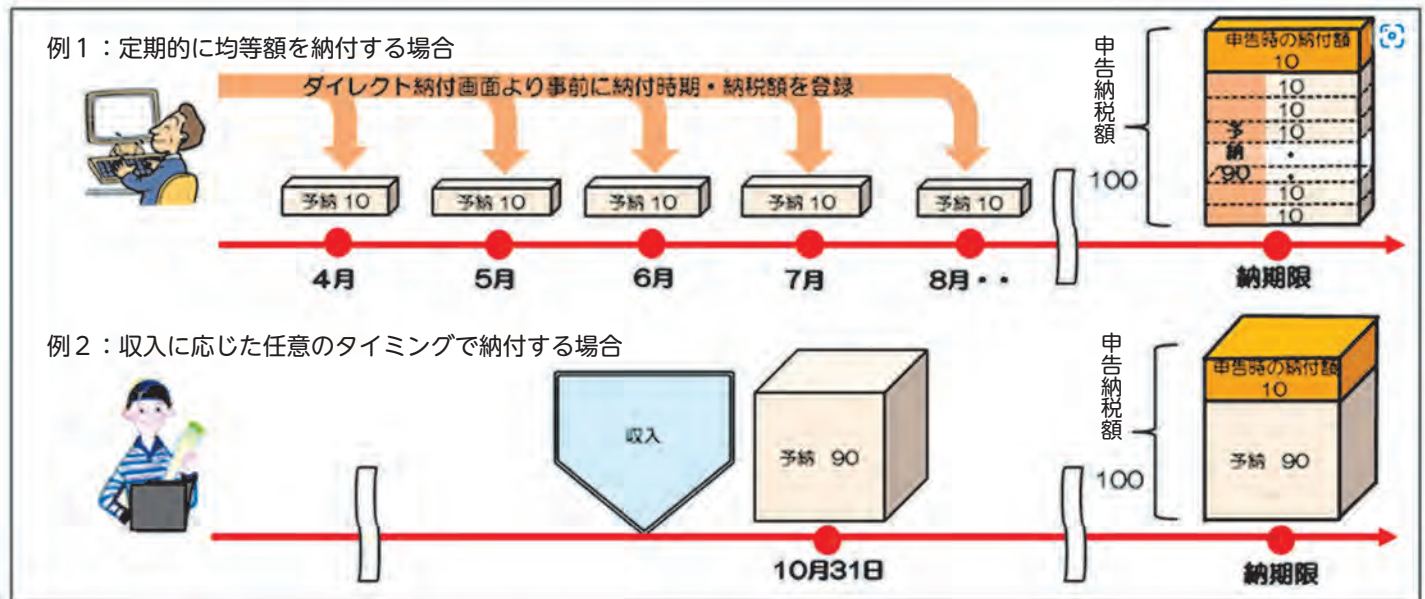 例1：定期的に均等額を納付する場合
ダイレクト納付画面より事前に納付時期・納税額を登録
予納 10
予納 10
予納 10
予納 10
予納 10
4月
5月
6月
7月
8月・・
納期限
申告納税額
100
申告時の納付額
10
10
10
10
・
・
10
10
予納
90
例2：収入に応じた任意のタイミングで納付する場合
収入
予納 90
10月31日
納期限
申告納税額
100
申告時の納付額
10
予納 90